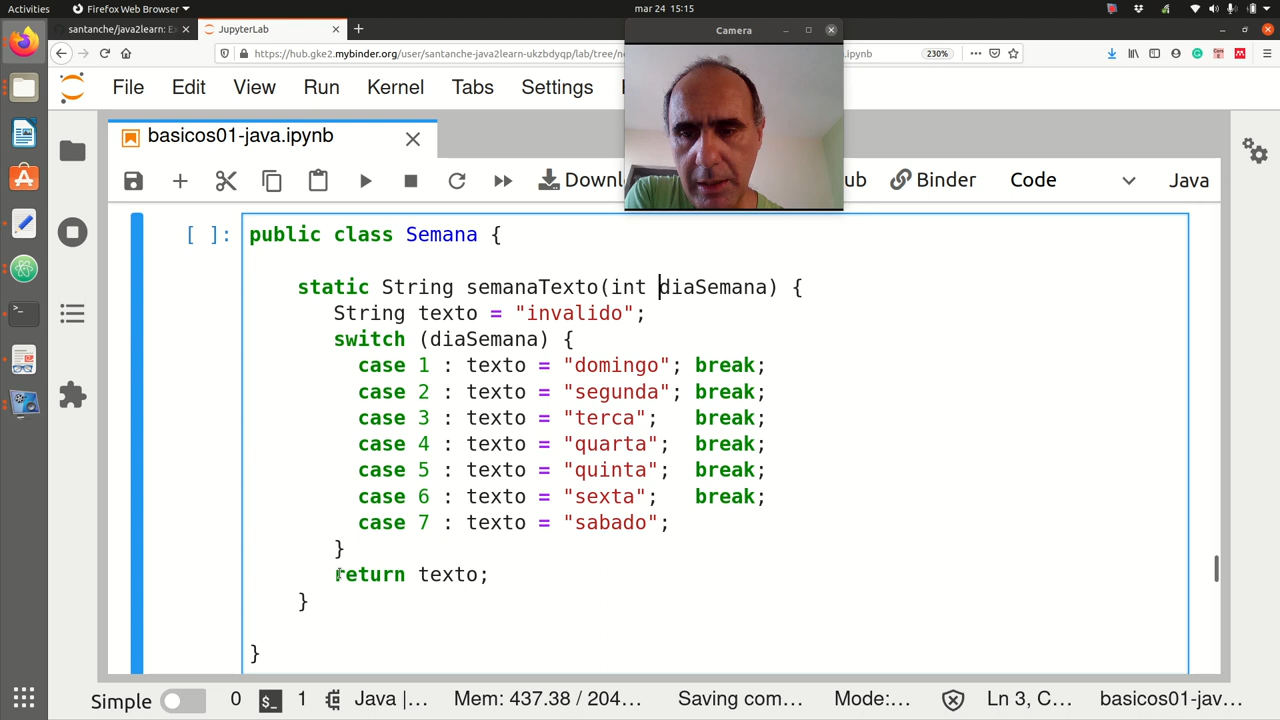 Activities
Firefox Web Browser
mar 24 15:15
santanche/java2learn: Ex
JupyterLab
https://hub.gke2.mybinder.org/user/santanche-java2learn-ukzbdyqp/lab/tree/n
.ipynb
230%
Camera
File Edit View Run Kernel Tabs Settings
basicos01-java.ipynb
Downl
ub
Binder
Code
Java
[ ]:
public class Semana {
static String semanaTexto(int diaSemana) {
String texto = "invalido";
switch (diaSemana) {
case 1 : texto = "domingo"; break;
case 2 : texto = "segunda"; break;
case 3 : texto = "terca"; break;
case 4 : texto = "quarta"; break;
case 5 : texto = "quinta"; break;
case 6 : texto = "sexta"; break;
case 7 : texto = "sabado";
}
return texto;
}
}
Simple 0 1 Java |... Mem: 437.38 / 204... Saving com... Mode:... Ln 3, C... basicos01-jav...